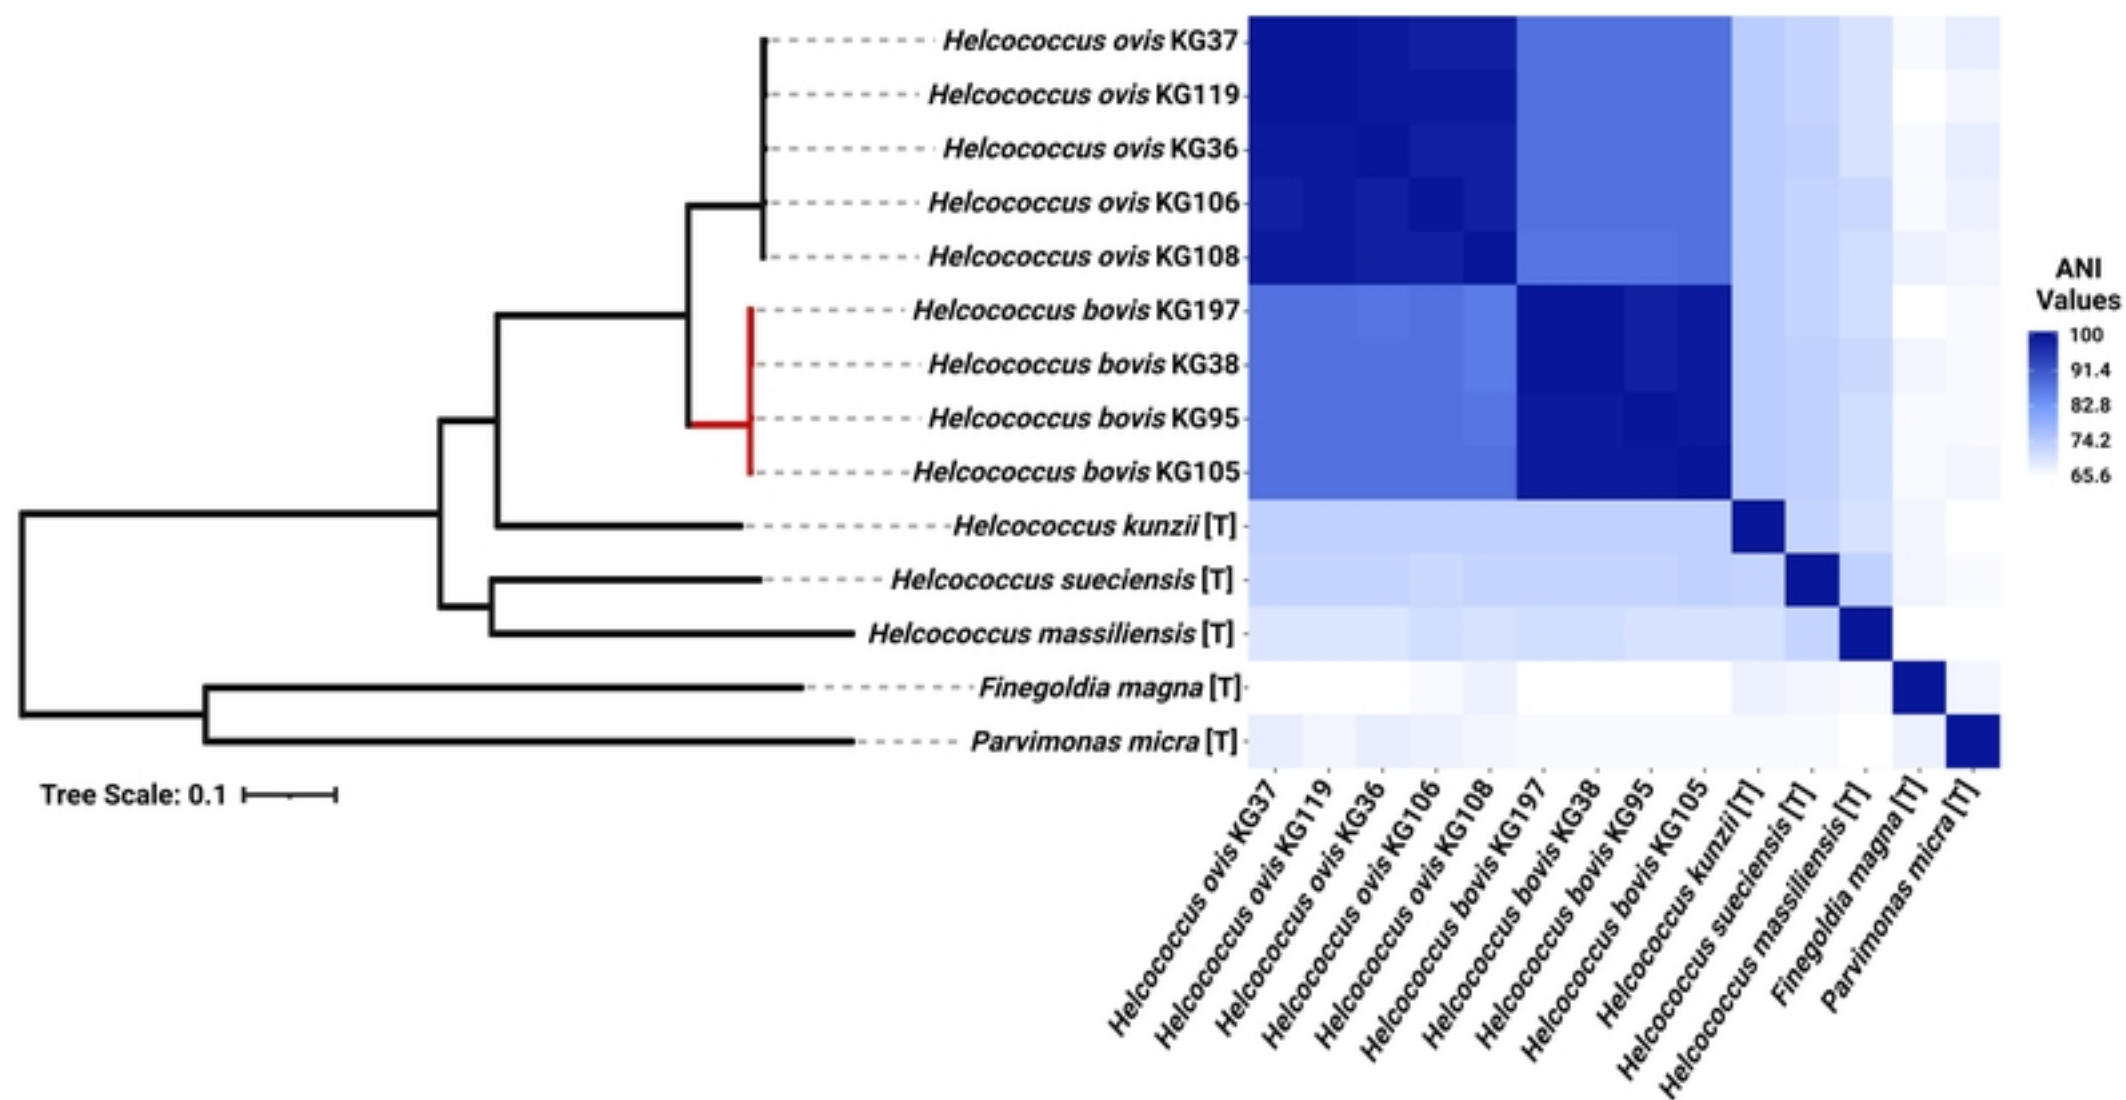 Helcococcus ovis KG37
Helcococcus ovis KG119
Helcococcus ovis KG36
Helcococcus ovis KG106
Helcococcus ovis KG108
Helcococcus bovis KG197
Helcococcus bovis KG38
Helcococcus bovis KG95
Helcococcus bovis KG105
Helcococcus kunzii [T]
Helcococcus sueciensis [T]
Helcococcus massiliensis [T]
Finegoldia magna [T]
Parvimonas micra [T]
Tree Scale: 0.1
ANI
Values
100
91.4
82.8
74.2
65.6
Helcococcus ovis KG37
Helcococcus ovis KG119
Helcococcus ovis KG36
Helcococcus ovis KG106
Helcococcus ovis KG108
Helcococcus bovis KG197
Helcococcus bovis KG38
Helcococcus bovis KG95
Helcococcus bovis KG105
Helcococcus kunzii [T]
Helcococcus sueciensis [T]
Helcococcus massiliensis [T]
Finegoldia magna [T]
Parvimonas micra [T]